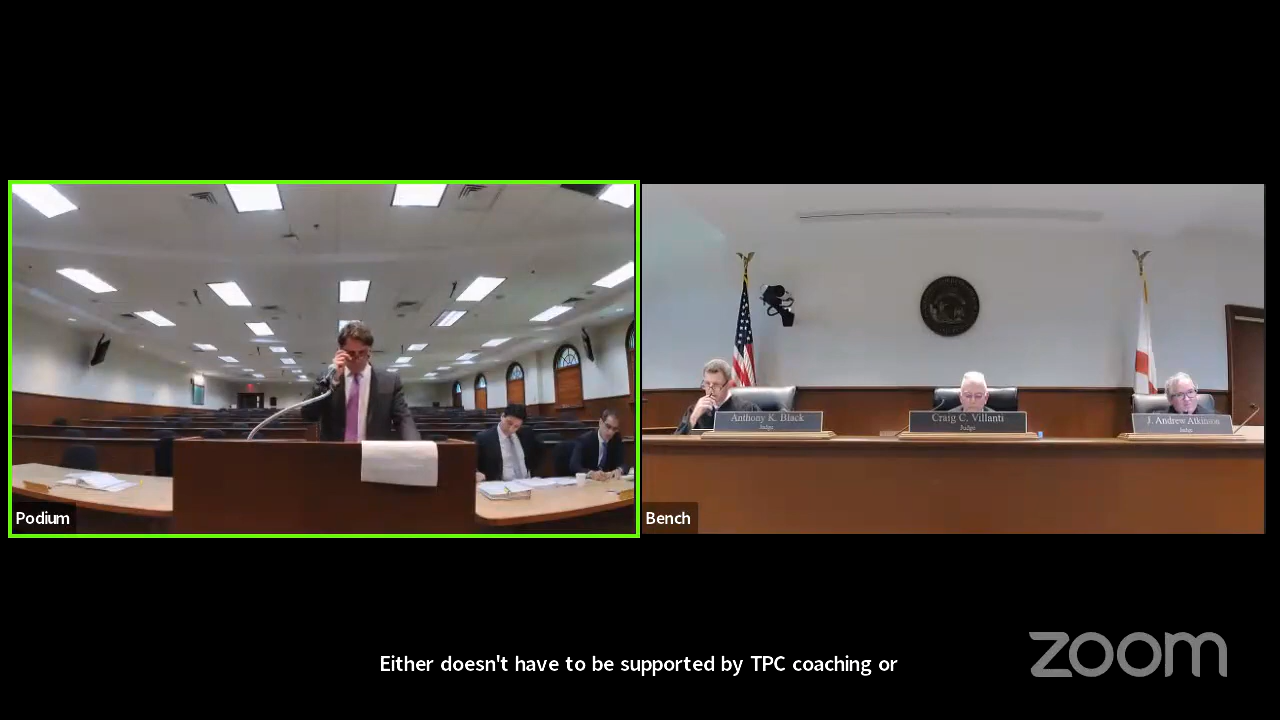 Anthony K. Black
Judge
Craig C. Villanti
Judge
J. Andrew Atkinson
Judge
Podium
Bench
Either doesn't have to be supported by TPC coaching or
zoom